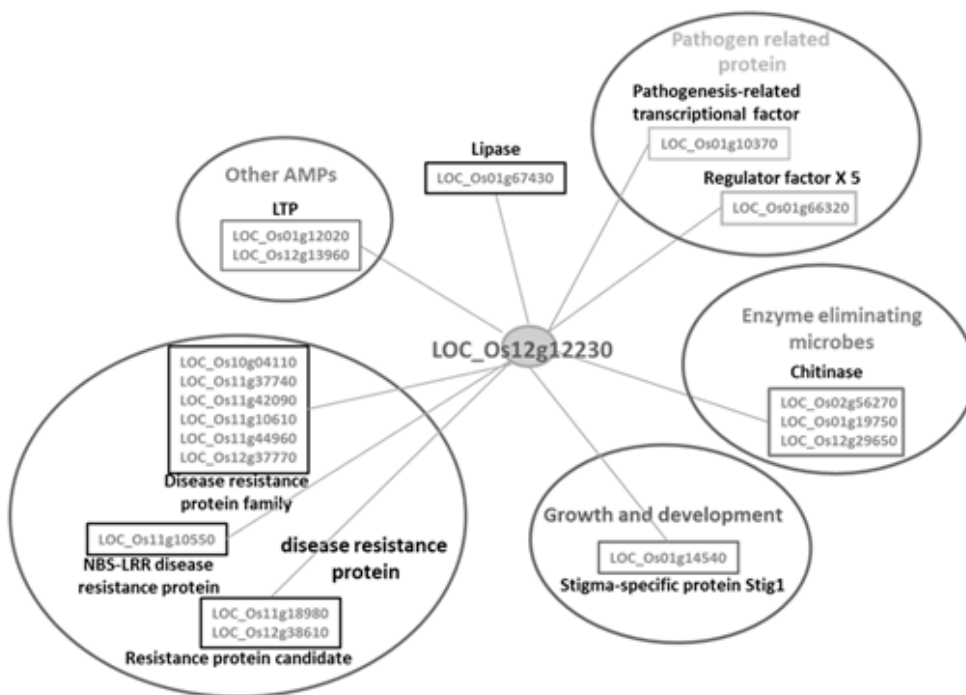 Pathogen related
protein
Pathogenesis-related
transcriptional factor
LOC_Os01g10370
Regulator factor X 5
LOC_Os01g66320
Lipase
LOC_Os01g67430
Other AMPs
LTP
LOC_Os01g12020
LOC_Os12g13960
LOC_Os12g12230
Enzyme eliminating
microbes
Chitinase
LOC_Os02g56270
LOC_Os01g19750
LOC_Os12g29650
LOC_Os10g04110
LOC_Os11g37740
LOC_Os11g42090
LOC_Os11g10610
LOC_Os11g44960
LOC_Os12g37770
Disease resistance
protein family
LOC_Os11g10550
NBS-LRR disease
resistance protein
disease resistance
protein
LOC_Os11g18980
LOC_Os12g38610
Resistance protein candidate
Growth and development
LOC_Os01g14540
Stigma-specific protein Stig1